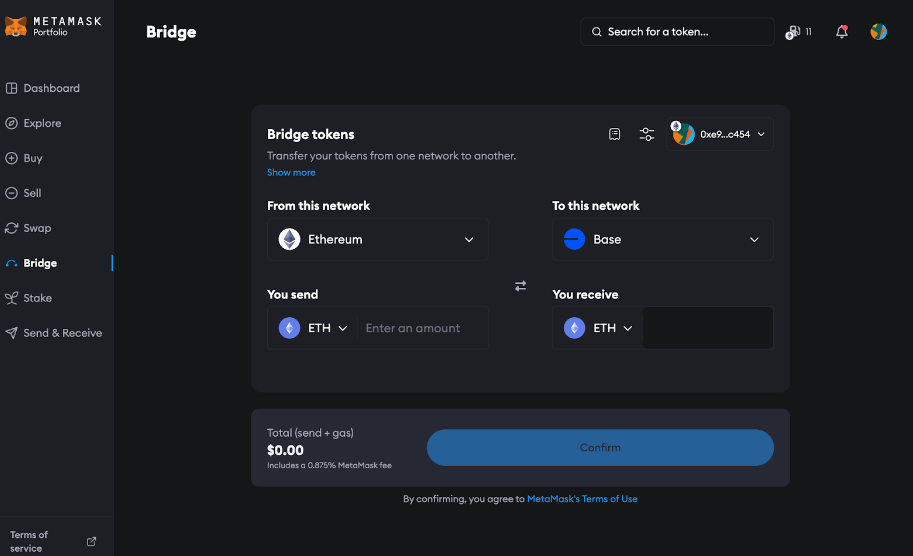 METAMASK
Portfolio
Dashboard
Explore
Buy
Sell
Swap
Bridge
Stake
Send & Receive
Terms of
service
Bridge
Search for a token...
11
Bridge tokens
0xe9...c454
Transfer your tokens from one network to another.
Show more
From this network
To this network
Ethereum
Base
You send
You receive
ETH
Enter an amount
ETH
Total (send + gas)
$0.00
Includes a 0.875% MetaMask fee
Confirm
By confirming, you agree to MetaMask's Terms of Use